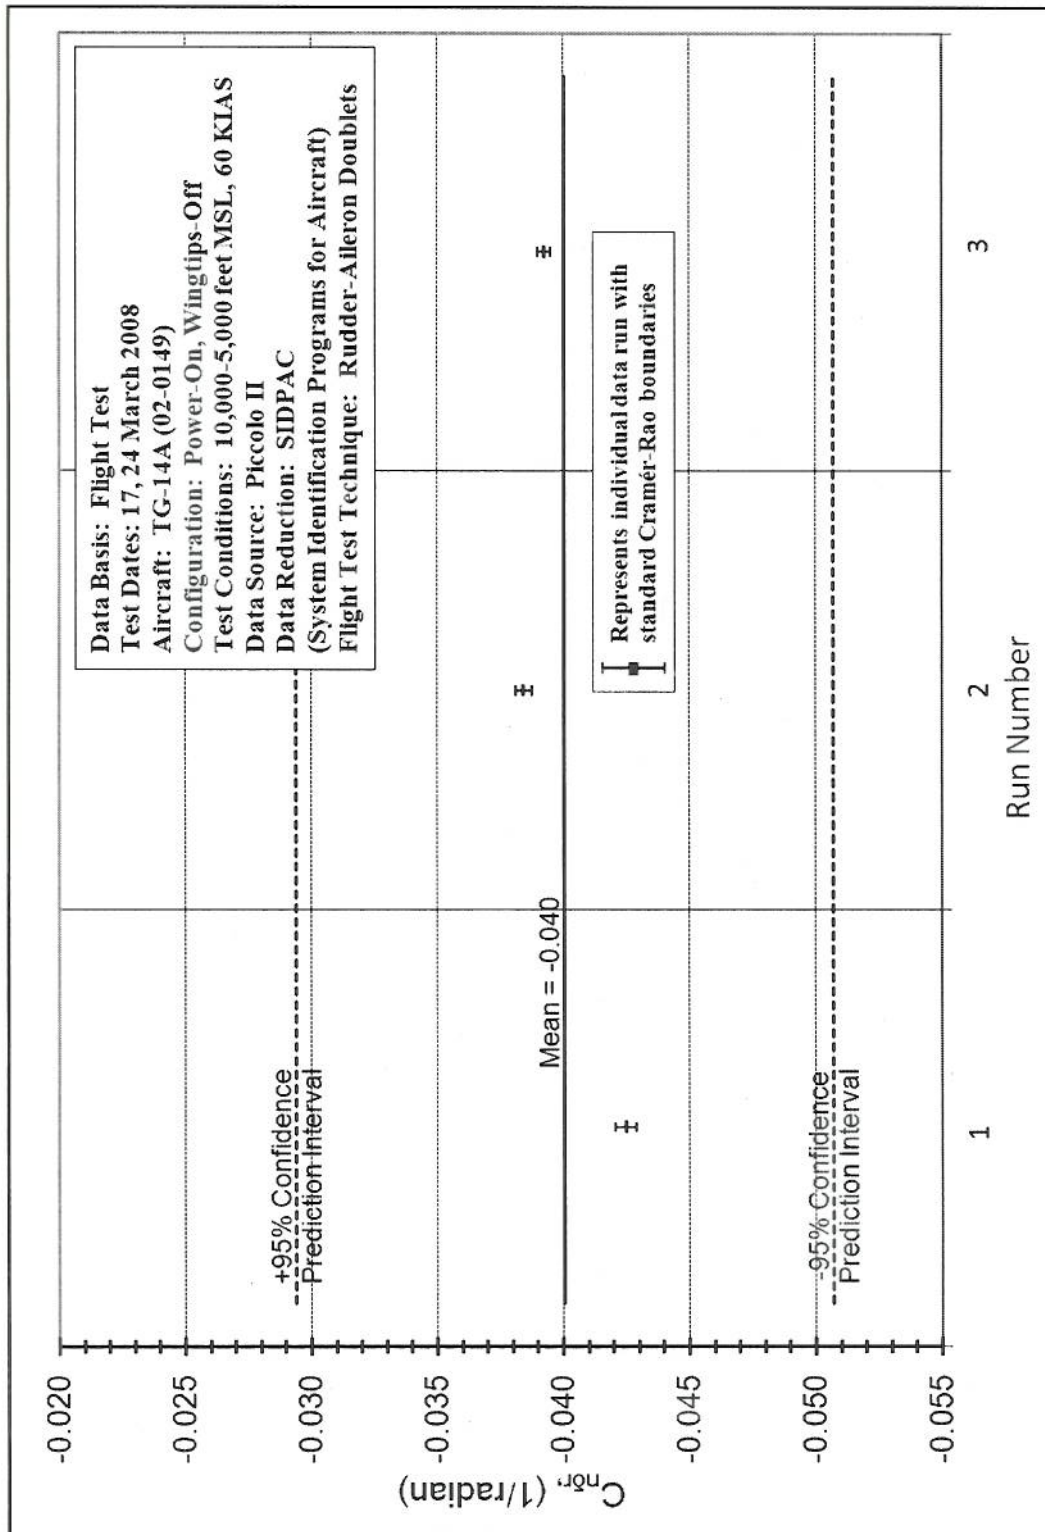 Data Basis: Flight Test
Test Dates: 17, 24 March 2008
Aircraft: TG-14A (02-0149)
Configuration: Power-On, Wingtips-Off
Test Conditions: 10,000-5,000 feet MSL, 60 KIAS
Data Source: Piccolo II
Data Reduction: SIDPAC
(System Identification Programs for Aircraft)
Flight Test Technique: Rudder-Aileron Doublets
+95% Confidence
Prediction Interval
Mean = -0.040
Represents individual data run with
standard Cramér-Rao boundaries
-95% Confidence
Prediction Interval
-0.020
-0.025
-0.030
-0.035
-0.040
-0.045
-0.050
-0.055
Cnδr, (1/radian)
1
2
3
Run Number